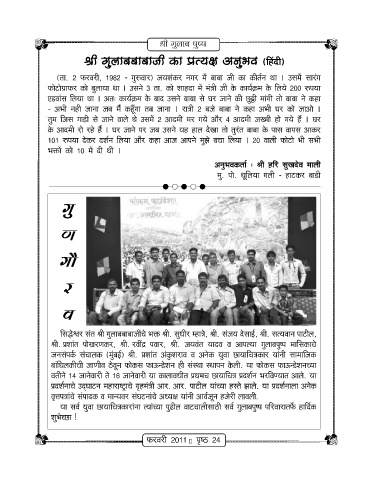 श्री गुलाब पुष्प
श्री गुलाबबाबाजी का प्रत्यक्ष अनुभव (हिंदी)
(ता. 2 फरवरी, 1982 - गुरुवार) जयशंकर नगर में बाबा जी का कीर्तन था । उसमें सारंग
फोटोग्राफर को बुलाया था । उसने 3 ता. को शाहदा में मंत्री जी के कार्यक्रम के लिये 200 रुपया
एडवांस लिया था । अतः कार्यक्रम के बाद उसने बाबा से घर जाने की छुट्टी मांगी तो बाबा ने कहा
- अभी नहीं जाना जब मैं कहूँगा तब जाना । रात्री 2 बजे बाबा ने कहा अभी घर को जाओ ।
तुम जिस गाडी से जाने वाले थे उसमें 2 आदमी मर गये और 4 आदमी जख्मी हो गये हैं । घर
के आदमी रो रहे हैं । घर जाने पर जब उसने यह हाल देखा तो तुरंत बाबा के पास वापस आकर
101 रुपया देकर दर्शन लिया और कहा आज आपने मुझे बचा लिया । 20 वाली फोटो भी सभी
भक्तो को 10 में दी थी ।
अनुभवकर्ता : श्री हरि सुखदेव माली
मु. पो. धूलिया गली - हाटकर वाडी
गु
ण
गौ
र
व
सिद्धेश्वर संत श्री गुलाबबाबाजींचे भक्त श्री. सुधीर म्हात्रे, श्री. संजय देसाई, श्री. सत्यवान पाटील,
श्री. प्रशांत पोखरणकर, श्री. रवींद्र पवार, श्री. जयवंत यादव व आपल्या गुलाबपुष्प मासिकाचे
जनसंपर्क संचालक (मुंबई) श्री. प्रशांत अंकुशराव व अनेक युवा छायाचित्रकार यांनी सामाजिक
बांधिलकीची जाणीव ठेवून फोकस फाऊन्डेशन ही संस्था स्थापन केली. या फोकस फाऊन्डेशनच्या
वतीने 14 जानेवारी ते 16 जानेवारी या कालावधीत प्रथमच छायाचित्र प्रदर्शन भरविण्यात आले. या
प्रदर्शनाचे उद्घाटन महाराष्ट्राचे गृहमंत्री आर. आर. पाटील यांच्या हस्ते झाले. या प्रदर्शनाला अनेक
वृत्तपत्रांचे संपादक व मान्यवर संघटनांचे अध्यक्ष यांनी आवर्जून हजेरी लावली.
या सर्व युवा छायाचित्रकारांना त्यांच्या पुढील वाटचालीसाठी सर्व गुलाबपुष्प परिवारातर्फे हार्दिक
शुभेच्छा !
फरवरी 2011 पृष्ठ 24